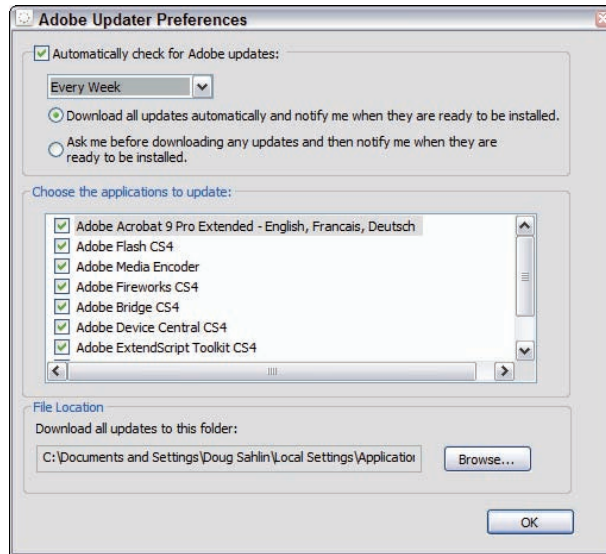 Adobe Updater Preferences
Automatically check for Adobe updates:
Every Week
Download all updates automatically and notify me when they are ready to be installed.
Ask me before downloading any updates and then notify me when they are
ready to be installed.
Choose the applications to update:
Adobe Acrobat 9 Pro Extended - English, Francais, Deutsch
Adobe Flash CS4
Adobe Media Encoder
Adobe Fireworks CS4
Adobe Bridge CS4
Adobe Device Central CS4
Adobe ExtendScript Toolkit CS4
File Location
Download all updates to this folder:
C:\Documents and Settings\Doug Sahlin\Local Settings\Application
Browse...
OK